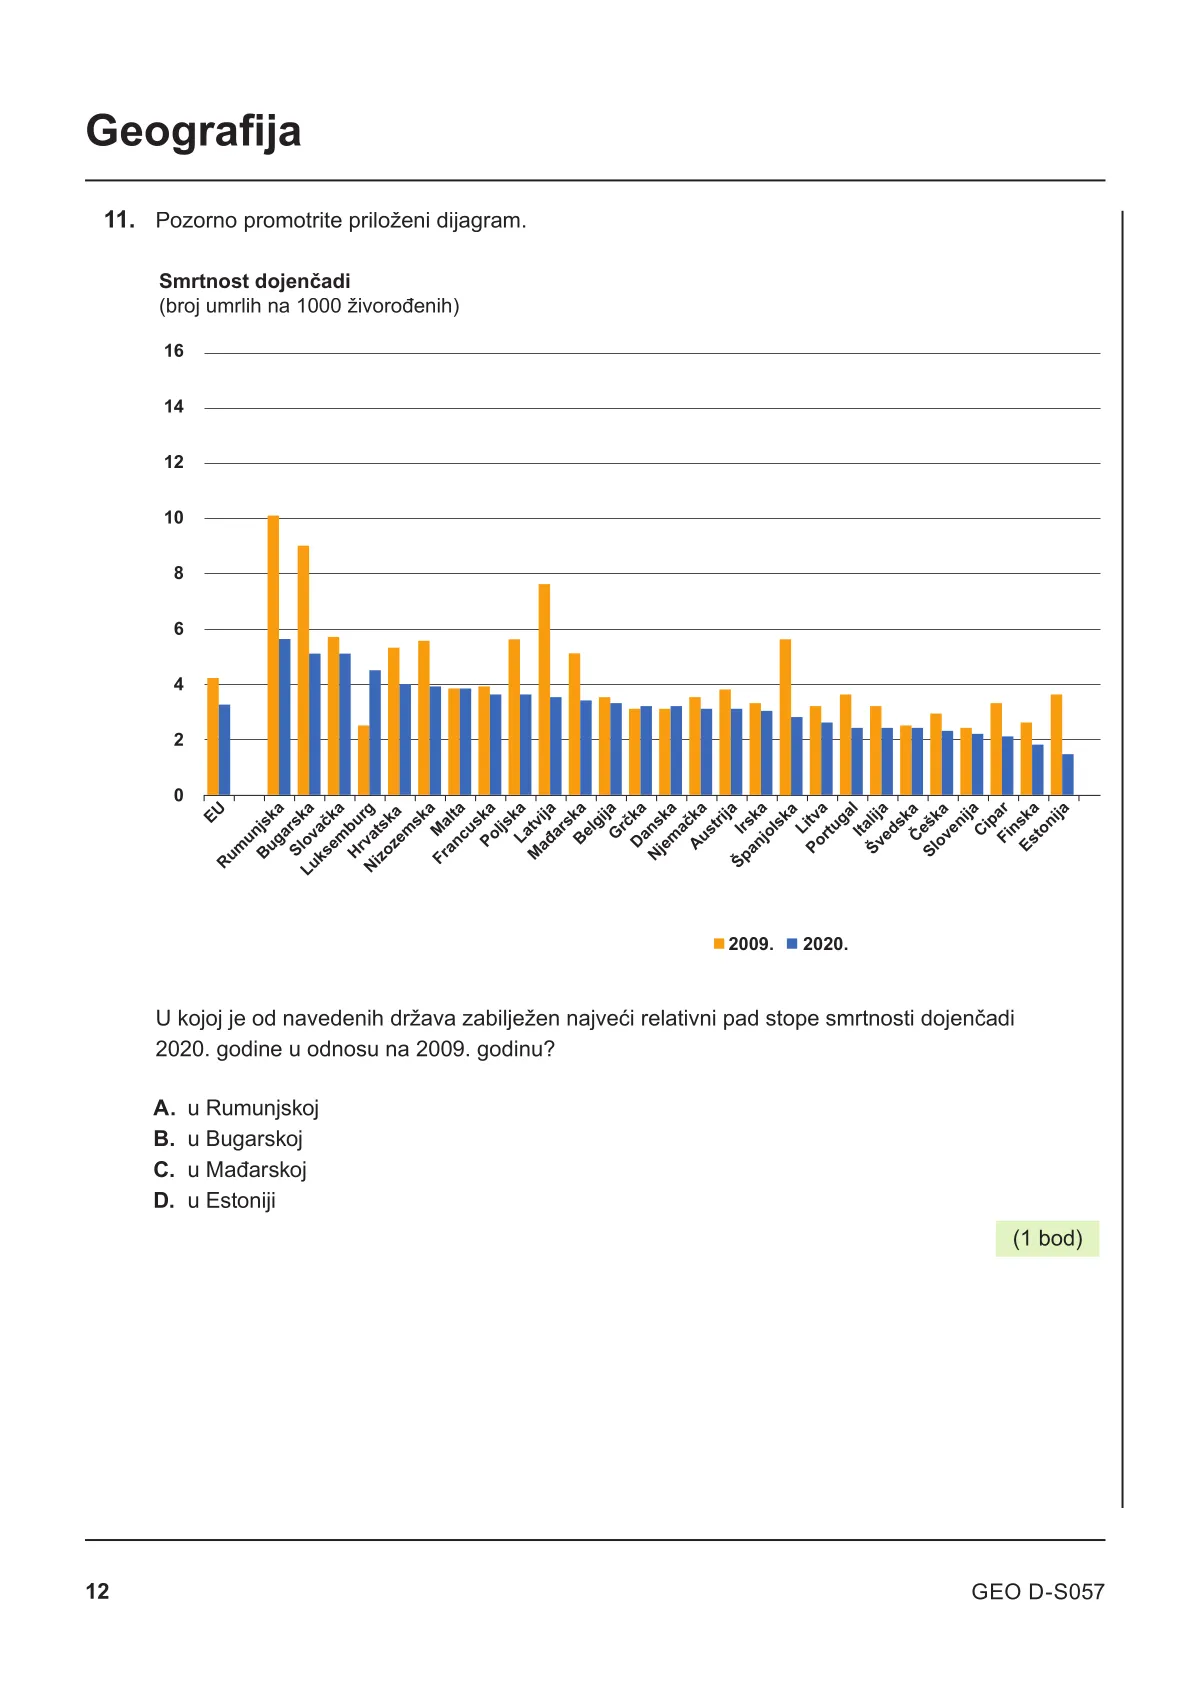 Geografija
11. Pozorno promotrite priloženi dijagram.
Smrtnost dojenčadi
(broj umrlih na 1000 živorođenih)
16
14
12
10
8
6
4
2
0
EU
Rumunjska
Bugarska
Slovačka
Luksemburg
Hrvatska
Nizozemska
Malta
Francuska
Poljska
Latvija
Mađarska
Belgija
Grčka
Danska
Njemačka
Austrija
Irska
Španjolska
Litva
Portugal
Italija
Švedska
Češka
Slovenija
Cipar
Finska
Estonija
2009. 2020.
U kojoj je od navedenih država zabilježen najveći relativni pad stope smrtnosti dojenčadi
2020. godine u odnosu na 2009. godinu?
A. u Rumunjskoj
B. u Bugarskoj
C. u Mađarskoj
D. u Estoniji
(1 bod)
12
GEO D-S057